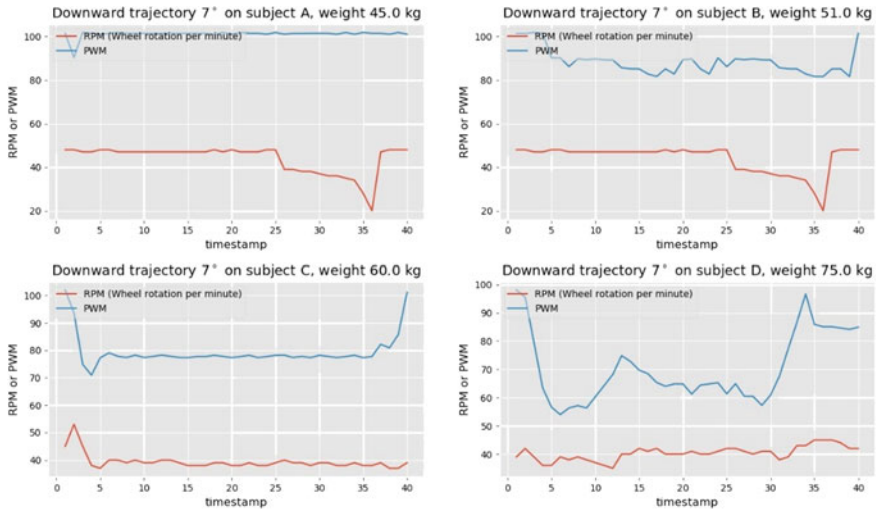 Downward trajectory 7° on subject A, weight 45.0 kg
RPM (Wheel rotation per minute)
PWM
RPM or PWM
100
80
60
40
20
0 5 10 15 20 25 30 35 40
timestamp
Downward trajectory 7° on subject B, weight 51.0 kg
RPM (Wheel rotation per minute)
PWM
RPM or PWM
100
80
60
40
20
0 5 10 15 20 25 30 35 40
timestamp
Downward trajectory 7° on subject C, weight 60.0 kg
RPM (Wheel rotation per minute)
PWM
RPM or PWM
100
90
80
70
60
50
40
0 5 10 15 20 25 30 35 40
timestamp
Downward trajectory 7° on subject D, weight 75.0 kg
RPM (Wheel rotation per minute)
PWM
RPM or PWM
100
90
80
70
60
50
40
0 5 10 15 20 25 30 35 40
timestamp